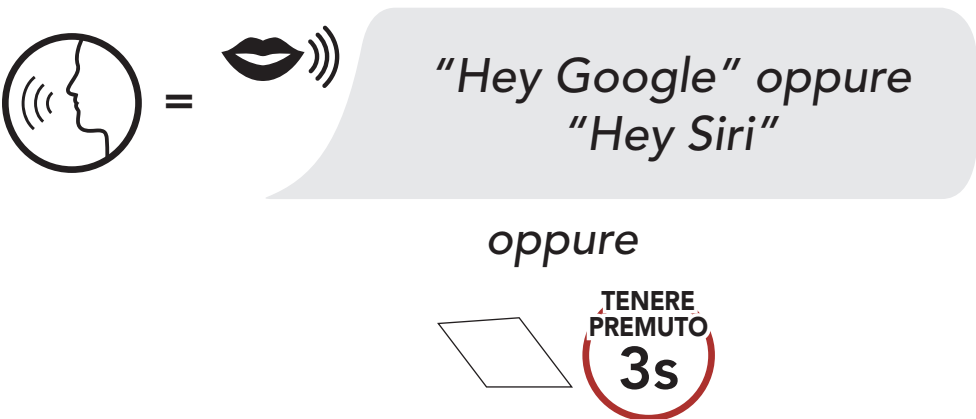 =
“Hey Google” oppure
“Hey Siri”
oppure
TENERE
PREMUTO
3s